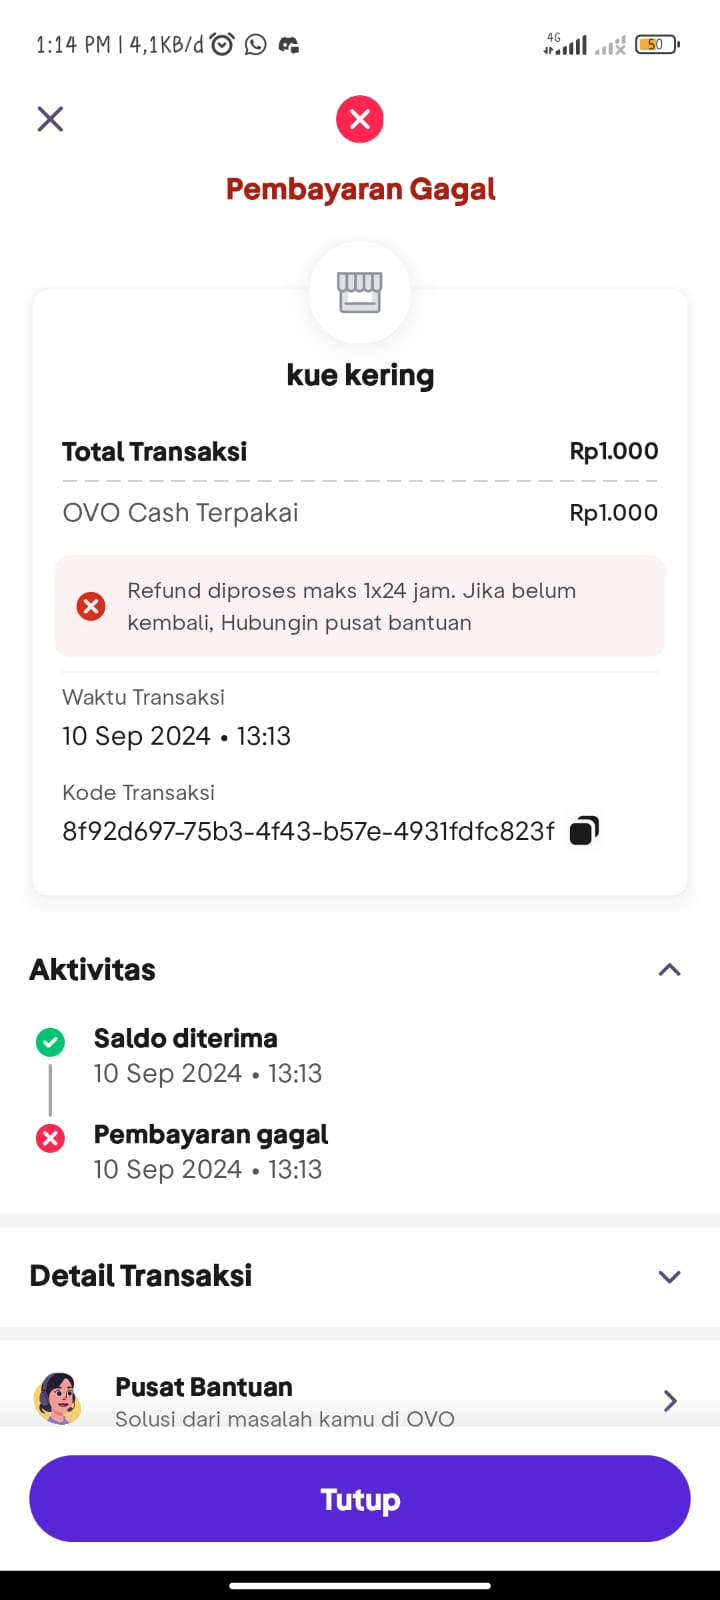 1:14 PM | 4,1KB/d
4G
50
Pembayaran Gagal
kue kering
Total Transaksi Rp1.000
OVO Cash Terpakai Rp1.000
Refund diproses maks 1x24 jam. Jika belum
kembali, Hubungin pusat bantuan
Waktu Transaksi
10 Sep 2024 • 13:13
Kode Transaksi
8f92d697-75b3-4f43-b57e-4931fdfc823f
Aktivitas
Saldo diterima
10 Sep 2024 • 13:13
Pembayaran gagal
10 Sep 2024 • 13:13
Detail Transaksi
Pusat Bantuan
Solusi dari masalah kamu di OVO
Tutup